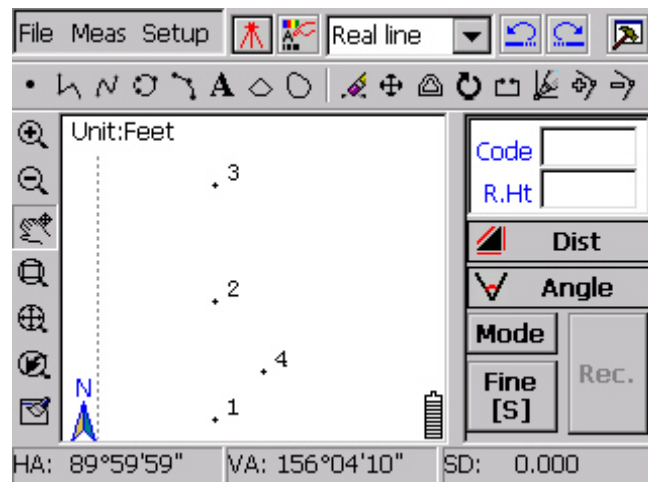 File Meas Setup Real line
A
Unit:Feet
Code
3
R.Ht
Dist
2
Angle
Mode
4
Rec.
N
Fine
[S]
1
HA: 89°59'59" VA: 156°04'10" SD: 0.000